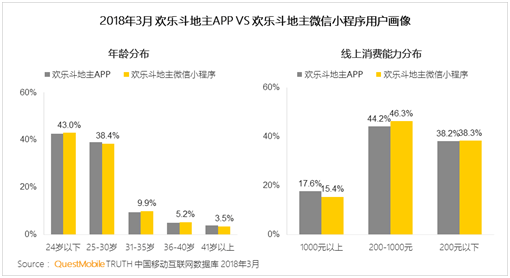 2018年3月 欢乐斗地主APP VS 欢乐斗地主微信小程序用户画像
年龄分布
欢乐斗地主APP 欢乐斗地主微信小程序
60%
40%
20%
0%
43.0%
38.4%
9.9%
5.2%
3.5%
24岁以下 25-30岁 31-35岁 36-40岁 41岁以上
线上消费能力分布
欢乐斗地主APP 欢乐斗地主微信小程序
60%
40%
20%
0%
17.6% 15.4%
44.2% 46.3%
38.2% 38.3%
1000元以上 200-1000元 200元以下
Source： QuestMobile TRUTH 中国移动互联网数据库 2018年3月